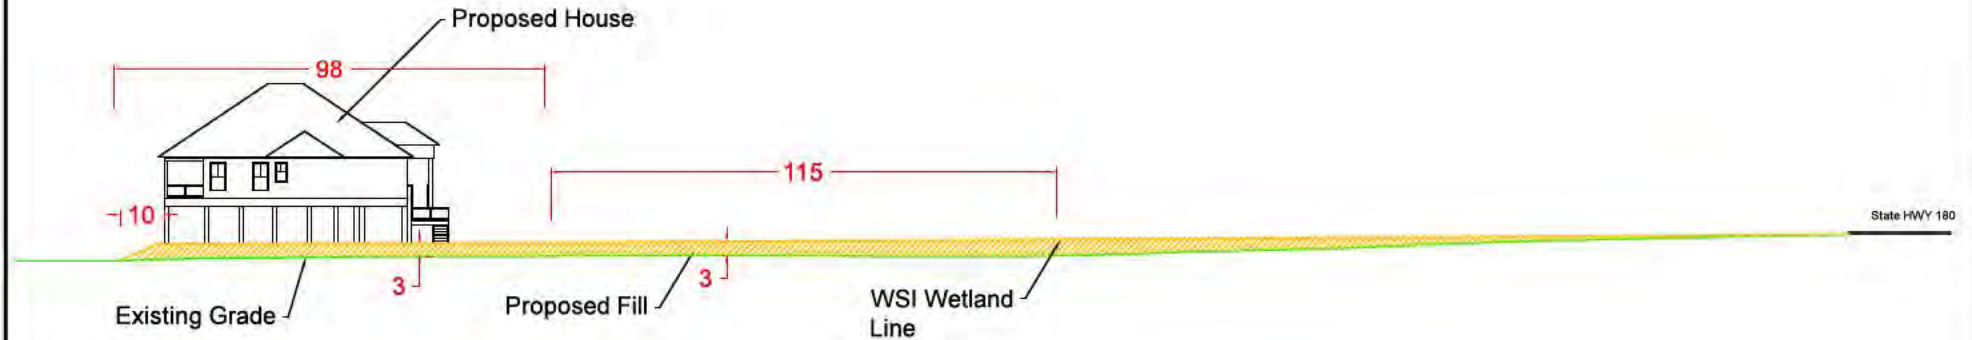 Proposed House
98
115
10
State HWY 180
3
3
Existing Grade
Proposed Fill
WSI Wetland
Line